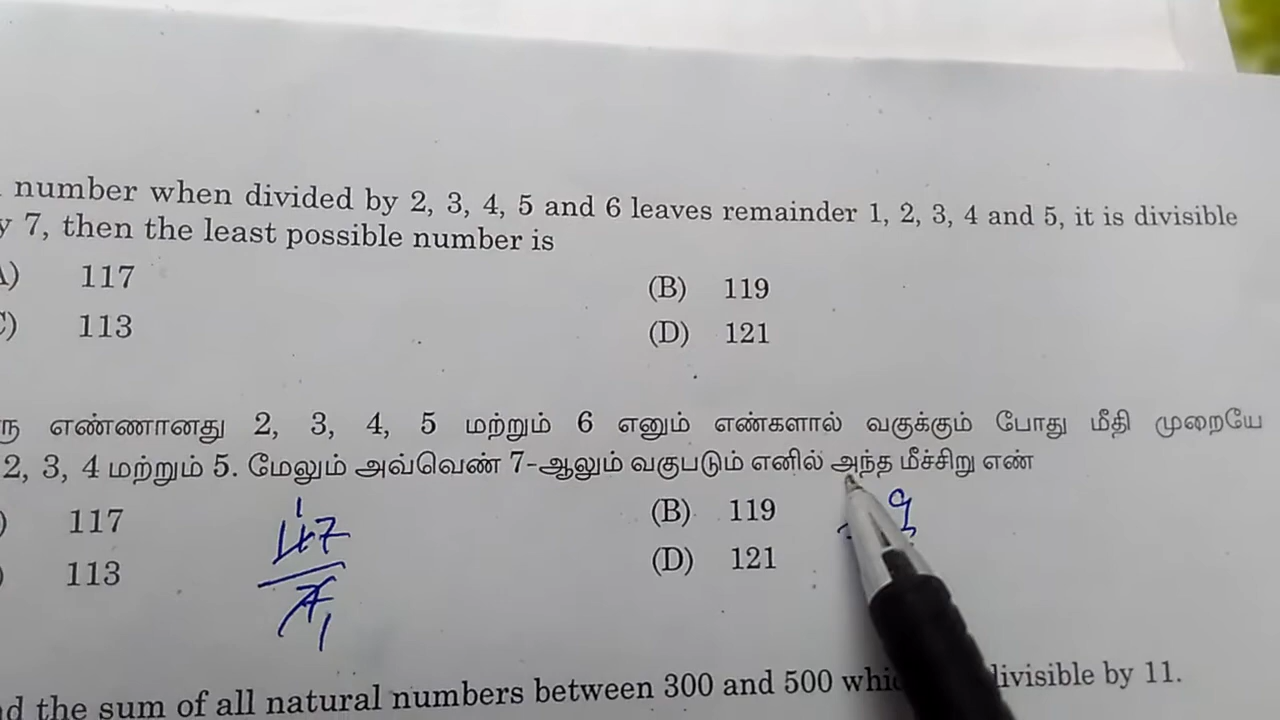 number when divided by 2, 3, 4, 5 and 6 leaves remainder 1, 2, 3, 4 and 5, it is divisible
7, then the least possible number is
117 (B) 119
113 (D) 121
எண்ணானது 2, 3, 4, 5 மற்றும் 6 எனும் எண்களால் வகுக்கும் போது மீதி முறையே
2, 3, 4 மற்றும் 5. மேலும் அவ்வெண் 7-ஆலும் வகுபடும் எனில் அந்த மீச்சிறு எண்
117 (B) 119
113 (D) 121
the sum of all natural numbers between 300 and 500 divisible by 11.